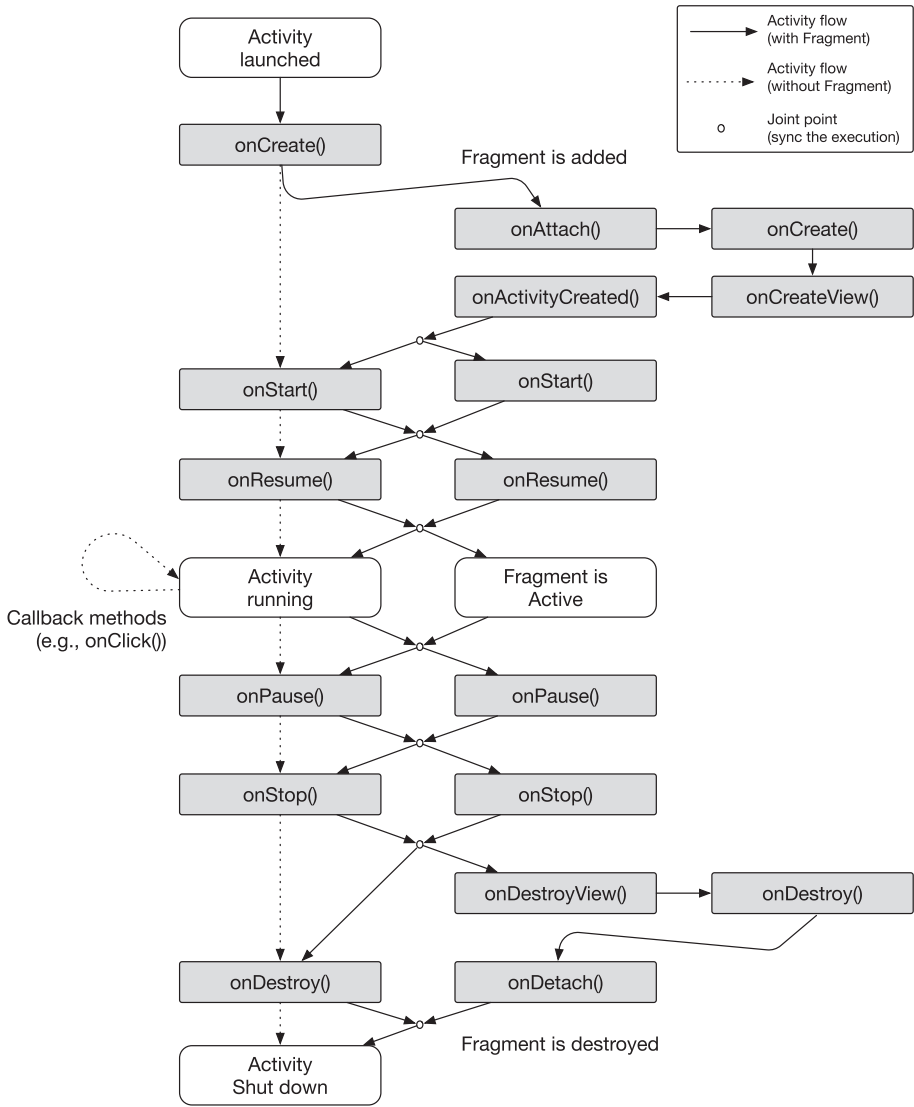 Activity
launched
Activity flow
(with Fragment)
Activity flow
(without Fragment)
Joint point
(sync the execution)
onCreate()
Fragment is added
onAttach()
onCreate()
onActivityCreated()
onCreateView()
onStart()
onStart()
onResume()
onResume()
Activity
running
Fragment is
Active
Callback methods
(e.g., onClick())
onPause()
onPause()
onStop()
onStop()
onDestroyView()
onDestroy()
onDestroy()
onDetach()
Fragment is destroyed
Activity
Shut down